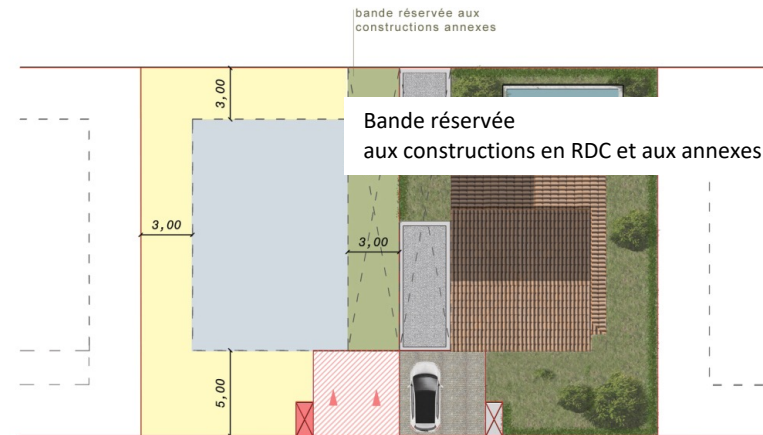 bande réservée aux
constructions annexes
3,00
Bande réservée
aux constructions en RDC et aux annexes
3,00
3,00
5,00